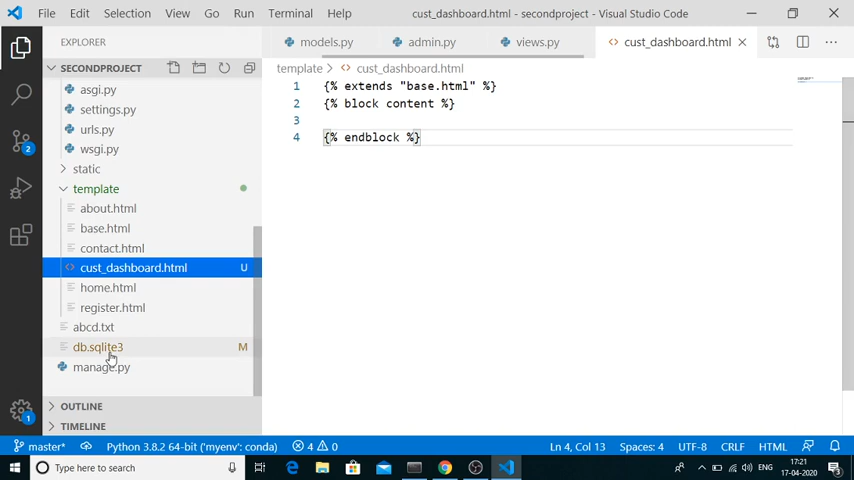 File Edit Selection View Go Run Terminal Help cust_dashboard.html - secondproject - Visual Studio Code
EXPLORER
models.py admin.py views.py cust_dashboard.html
SECONDPROJECT
template > cust_dashboard.html
asgi.py
settings.py
urls.py
wsgi.py
static
template
about.html
base.html
contact.html
cust_dashboard.html U
home.html
register.html
abcd.txt
db.sqlite3 M
manage.py
OUTLINE
TIMELINE
1 {% extends "base.html" %}
2 {% block content %}
3
4 {% endblock %}
2
1
master* Python 3.8.2 64-bit ('myenv': conda) 4 0 Ln 4, Col 13 Spaces: 4 UTF-8 CRLF HTML
Type here to search
ENG
17:21
17-04-2020
3